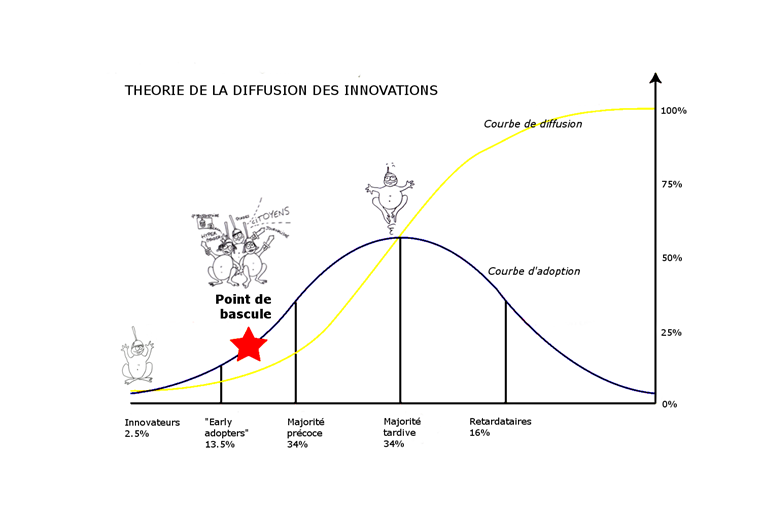 THEORIE DE LA DIFFUSION DES INNOVATIONS
100%
Courbe de diffusion
75%
CITOYENS
50%
Courbe d'adoption
Point de
bascule
25%
0%
Innovateurs
2.5%
"Early
adopters"
13.5%
Majorité
précoce
34%
Majorité
tardive
34%
Retardataires
16%